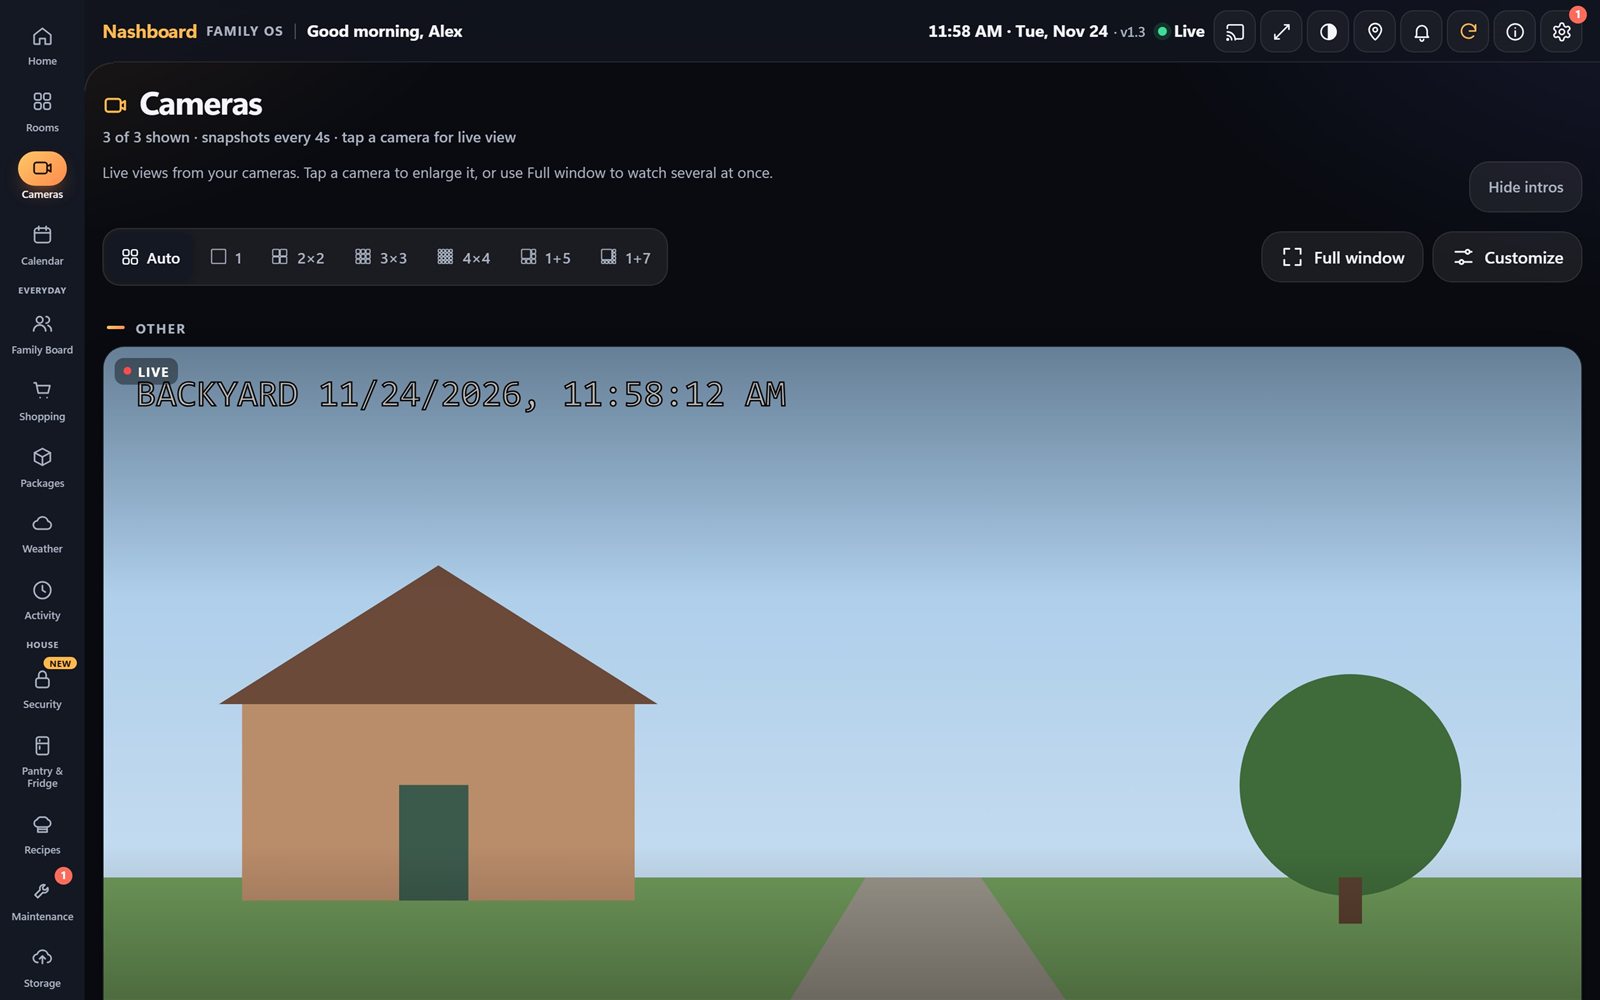 Nashboard FAMILY OS Good morning, Alex
11:58 AM · Tue, Nov 24 · v1.3 Live
1
Home
Rooms
Cameras
Calendar
EVERYDAY
Family Board
Shopping
Packages
Weather
Activity
HOUSE
NEW
Security
Pantry &
Fridge
Recipes
1
Maintenance
Storage
Cameras
3 of 3 shown · snapshots every 4s · tap a camera for live view
Live views from your cameras. Tap a camera to enlarge it, or use Full window to watch several at once.
Hide intros
Auto 1 2×2 3×3 4×4 1+5 1+7
Full window Customize
OTHER
LIVE
BACKYARD 11/24/2026, 11:58:12 AM